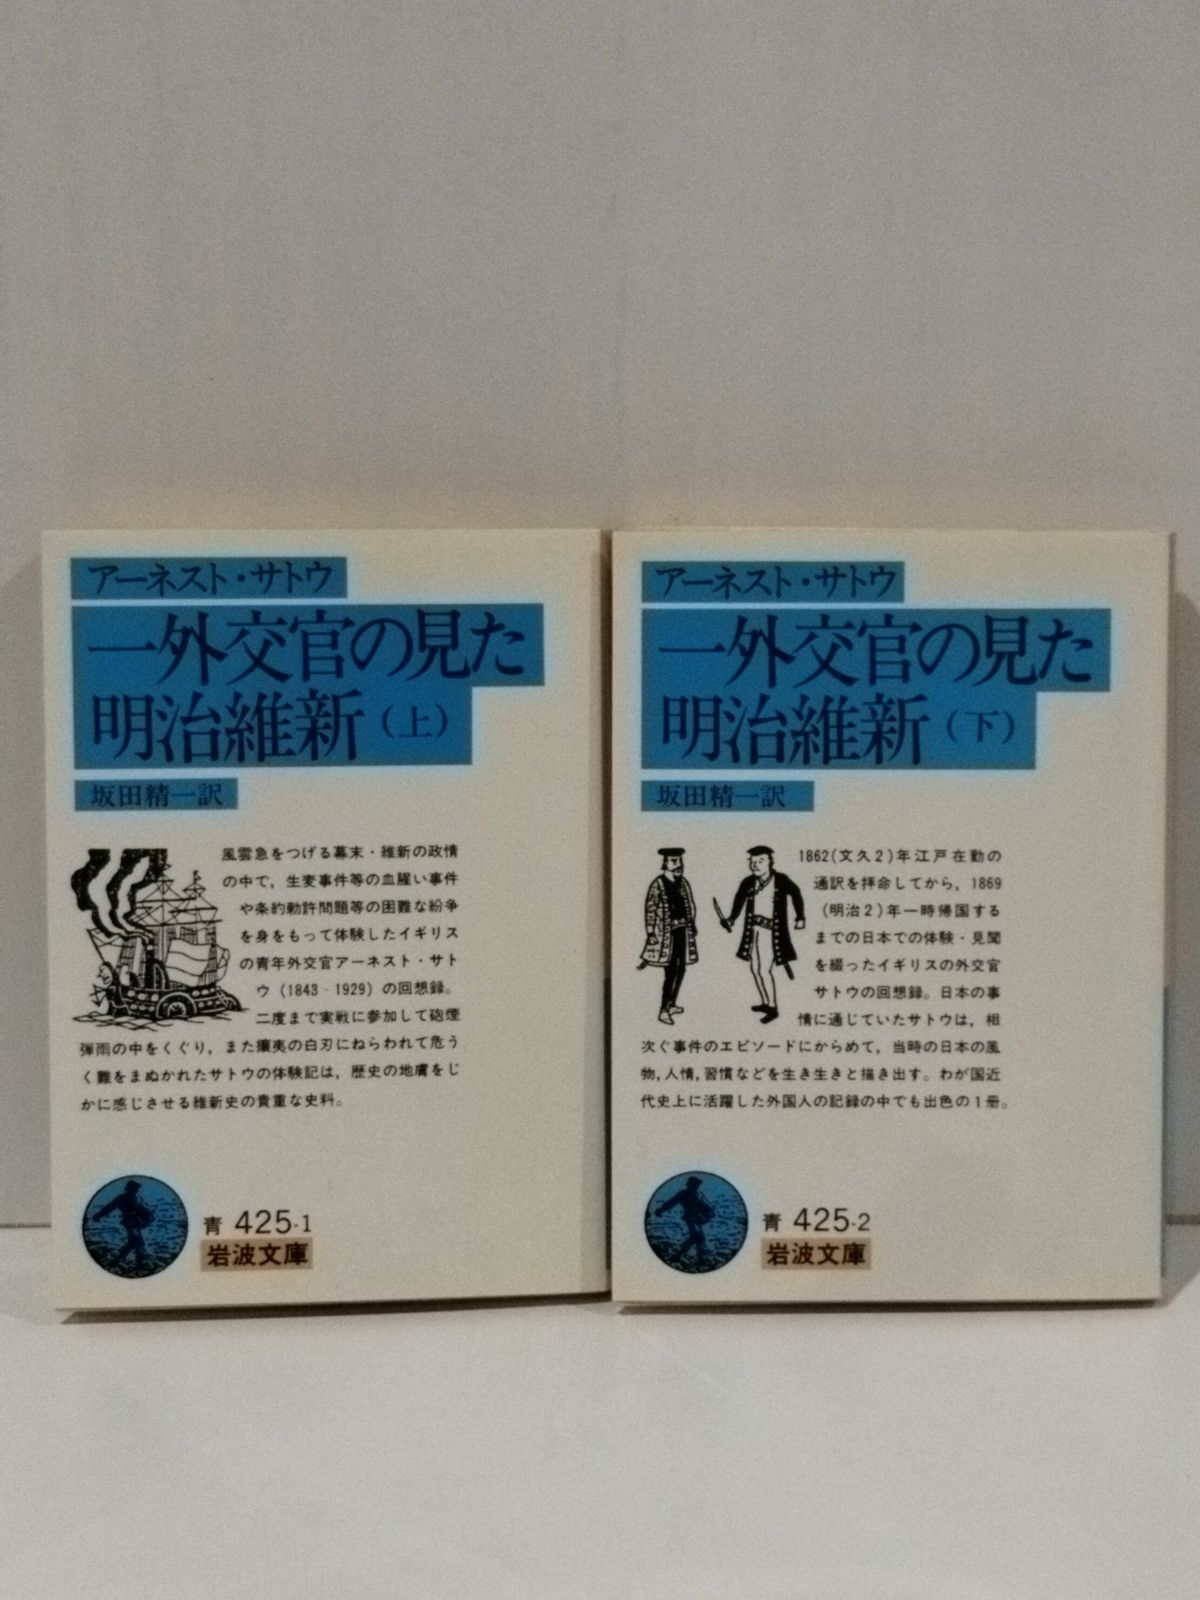 アーネスト・サトウ
一外交官の見た
明治維新（上）
坂田精一訳
風雲急をつげる幕末・維新の政情
の中で，生麦事件等の血腥い事件
や条約勅許問題等の困難な紛争
を身をもって体験したイギリス
の青年外交官アーネスト・サト
ウ（1843‐1929）の回想録。
二度まで実戦に参加して砲煙
弾雨の中をくぐり，また攘夷の白刃にねらわれて危う
く難をまぬかれたサトウの体験記は，歴史の地膚をじ
かに感じさせる維新史の貴重な史料。
青 425-1
岩波文庫
アーネスト・サトウ
一外交官の見た
明治維新（下）
坂田精一訳
1862(文久2)年江戸在勤の
通訳を拝命してから，1869
(明治2)年一時帰国する
までの日本での体験・見聞
を綴ったイギリスの外交官
サトウの回想録。日本の事
情に通じていたサトウは，相
次ぐ事件のエピソードにからめて，当時の日本の風
物，人情，習慣などを生き生きと描き出す。わが国近
代史上に活躍した外国人の記録の中でも出色の1冊。
青 425-2
岩波文庫